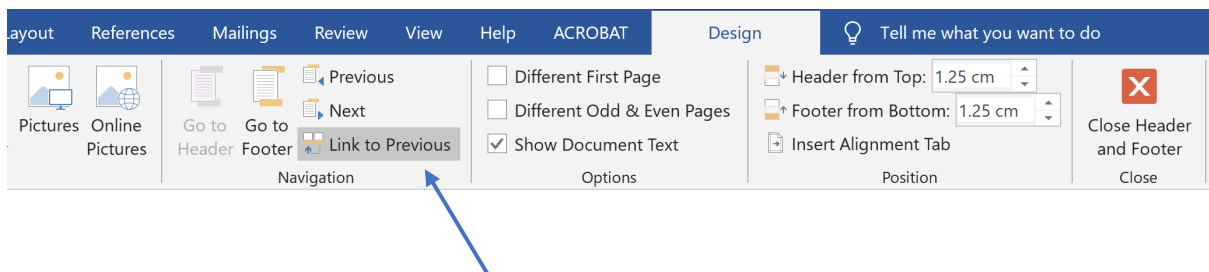 Layout References Mailings Review View Help ACROBAT Design Tell me what you want to do
Pictures Online Pictures
Go to Header Go to Footer
Previous
Next
Link to Previous
Navigation
Different First Page
Different Odd & Even Pages
Show Document Text
Options
Header from Top: 1.25 cm
Footer from Bottom: 1.25 cm
Insert Alignment Tab
Position
Close Header
and Footer
Close